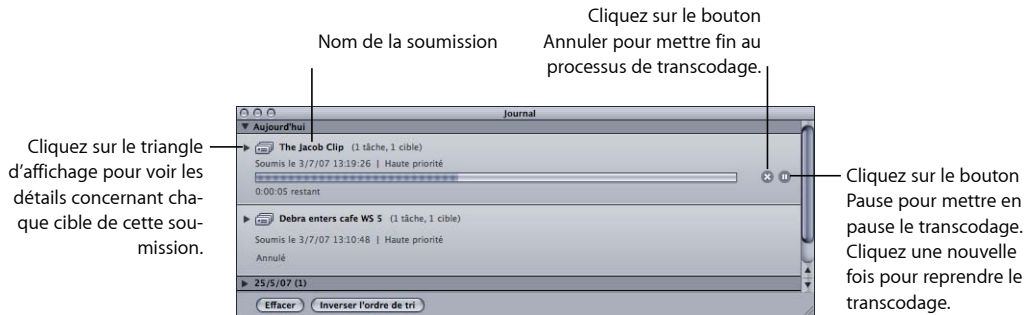 Cliquez sur le bouton
Annuler pour mettre fin au
processus de transcodage.
Nom de la soumission
Cliquez sur le triangle
d'affichage pour voir les
détails concernant cha-
que cible de cette sou-
mission.
Journal
Aujourd'hui
The Jacob Clip (1 tâche, 1 cible)
Soumis le 3/7/07 13:19:26 | Haute priorité
0:00:05 restant
Debra enters cafe WS 5 (1 tâche, 1 cible)
Soumis le 3/7/07 13:10:48 | Haute priorité
Annulé
25/5/07 (1)
Effacer Inverser l'ordre de tri
Cliquez sur le bouton
Pause pour mettre en
pause le transcodage.
Cliquez une nouvelle
fois pour reprendre le
transcodage.